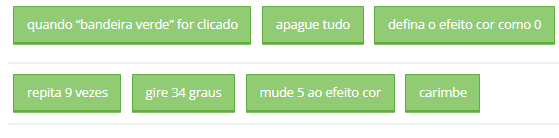 quando “bandeira verde” for clicado apague tudo defina o efeito cor como 0
repita 9 vezes gire 34 graus mude 5 ao efeito cor carimbe